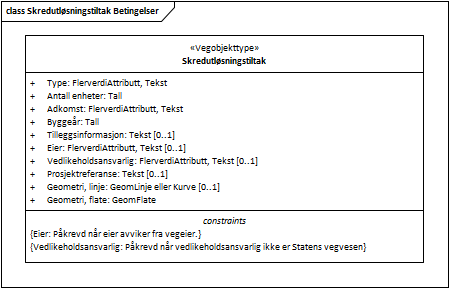 class Skredutløsningstiltak Betingelser
«Vegobjekttype»
Skredutløsningstiltak
+ Type: FlerverdiAttributt, Tekst
+ Antall enheter: Tall
+ Adkomst: FlerverdiAttributt, Tekst
+ Byggeår: Tall
+ Tilleggsinformasjon: Tekst [0..1]
+ Eier: FlerverdiAttributt, Tekst [0..1]
+ Vedlikeholdsansvarlig: FlerverdiAttributt, Tekst [0..1]
+ Prosjektreferanse: Tekst [0..1]
+ Geometri, linje: GeomLinje eller Kurve [0..1]
+ Geometri, flate: GeomFlate
constraints
{Eier: Påkrevd når eier avviker fra vegeier.}
{Vedlikeholdsansvarlig: Påkrevd når vedlikeholdsansvarlig ikke er Statens vegvesen}